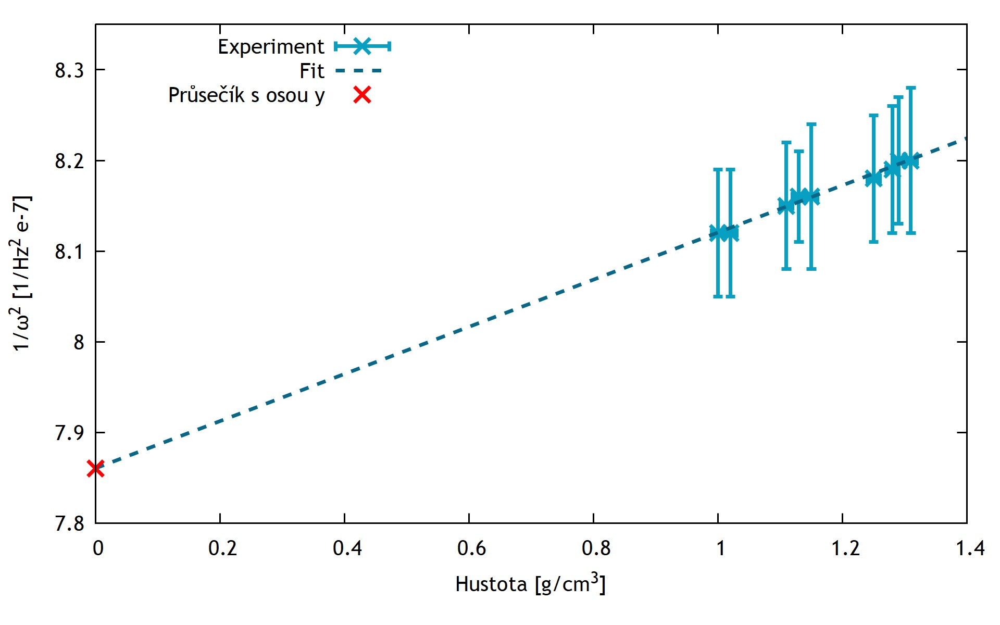 Experiment
Fit
Průsečík s osou y
8.3
8.2
8.1
8
7.9
7.8
1/ω² [1/Hz² e-7]
0 0.2 0.4 0.6 0.8 1 1.2 1.4
Hustota [g/cm³]